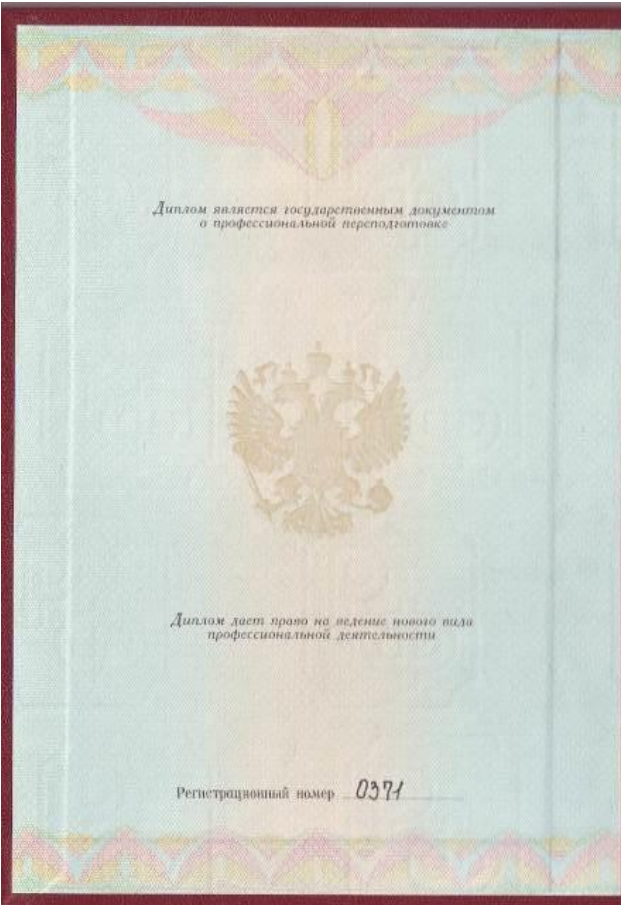 Диплом является государственным документом
о профессиональной переподготовке
Диплом дает право на ведение нового вида
профессиональной деятельности
Регистрационный номер 0371